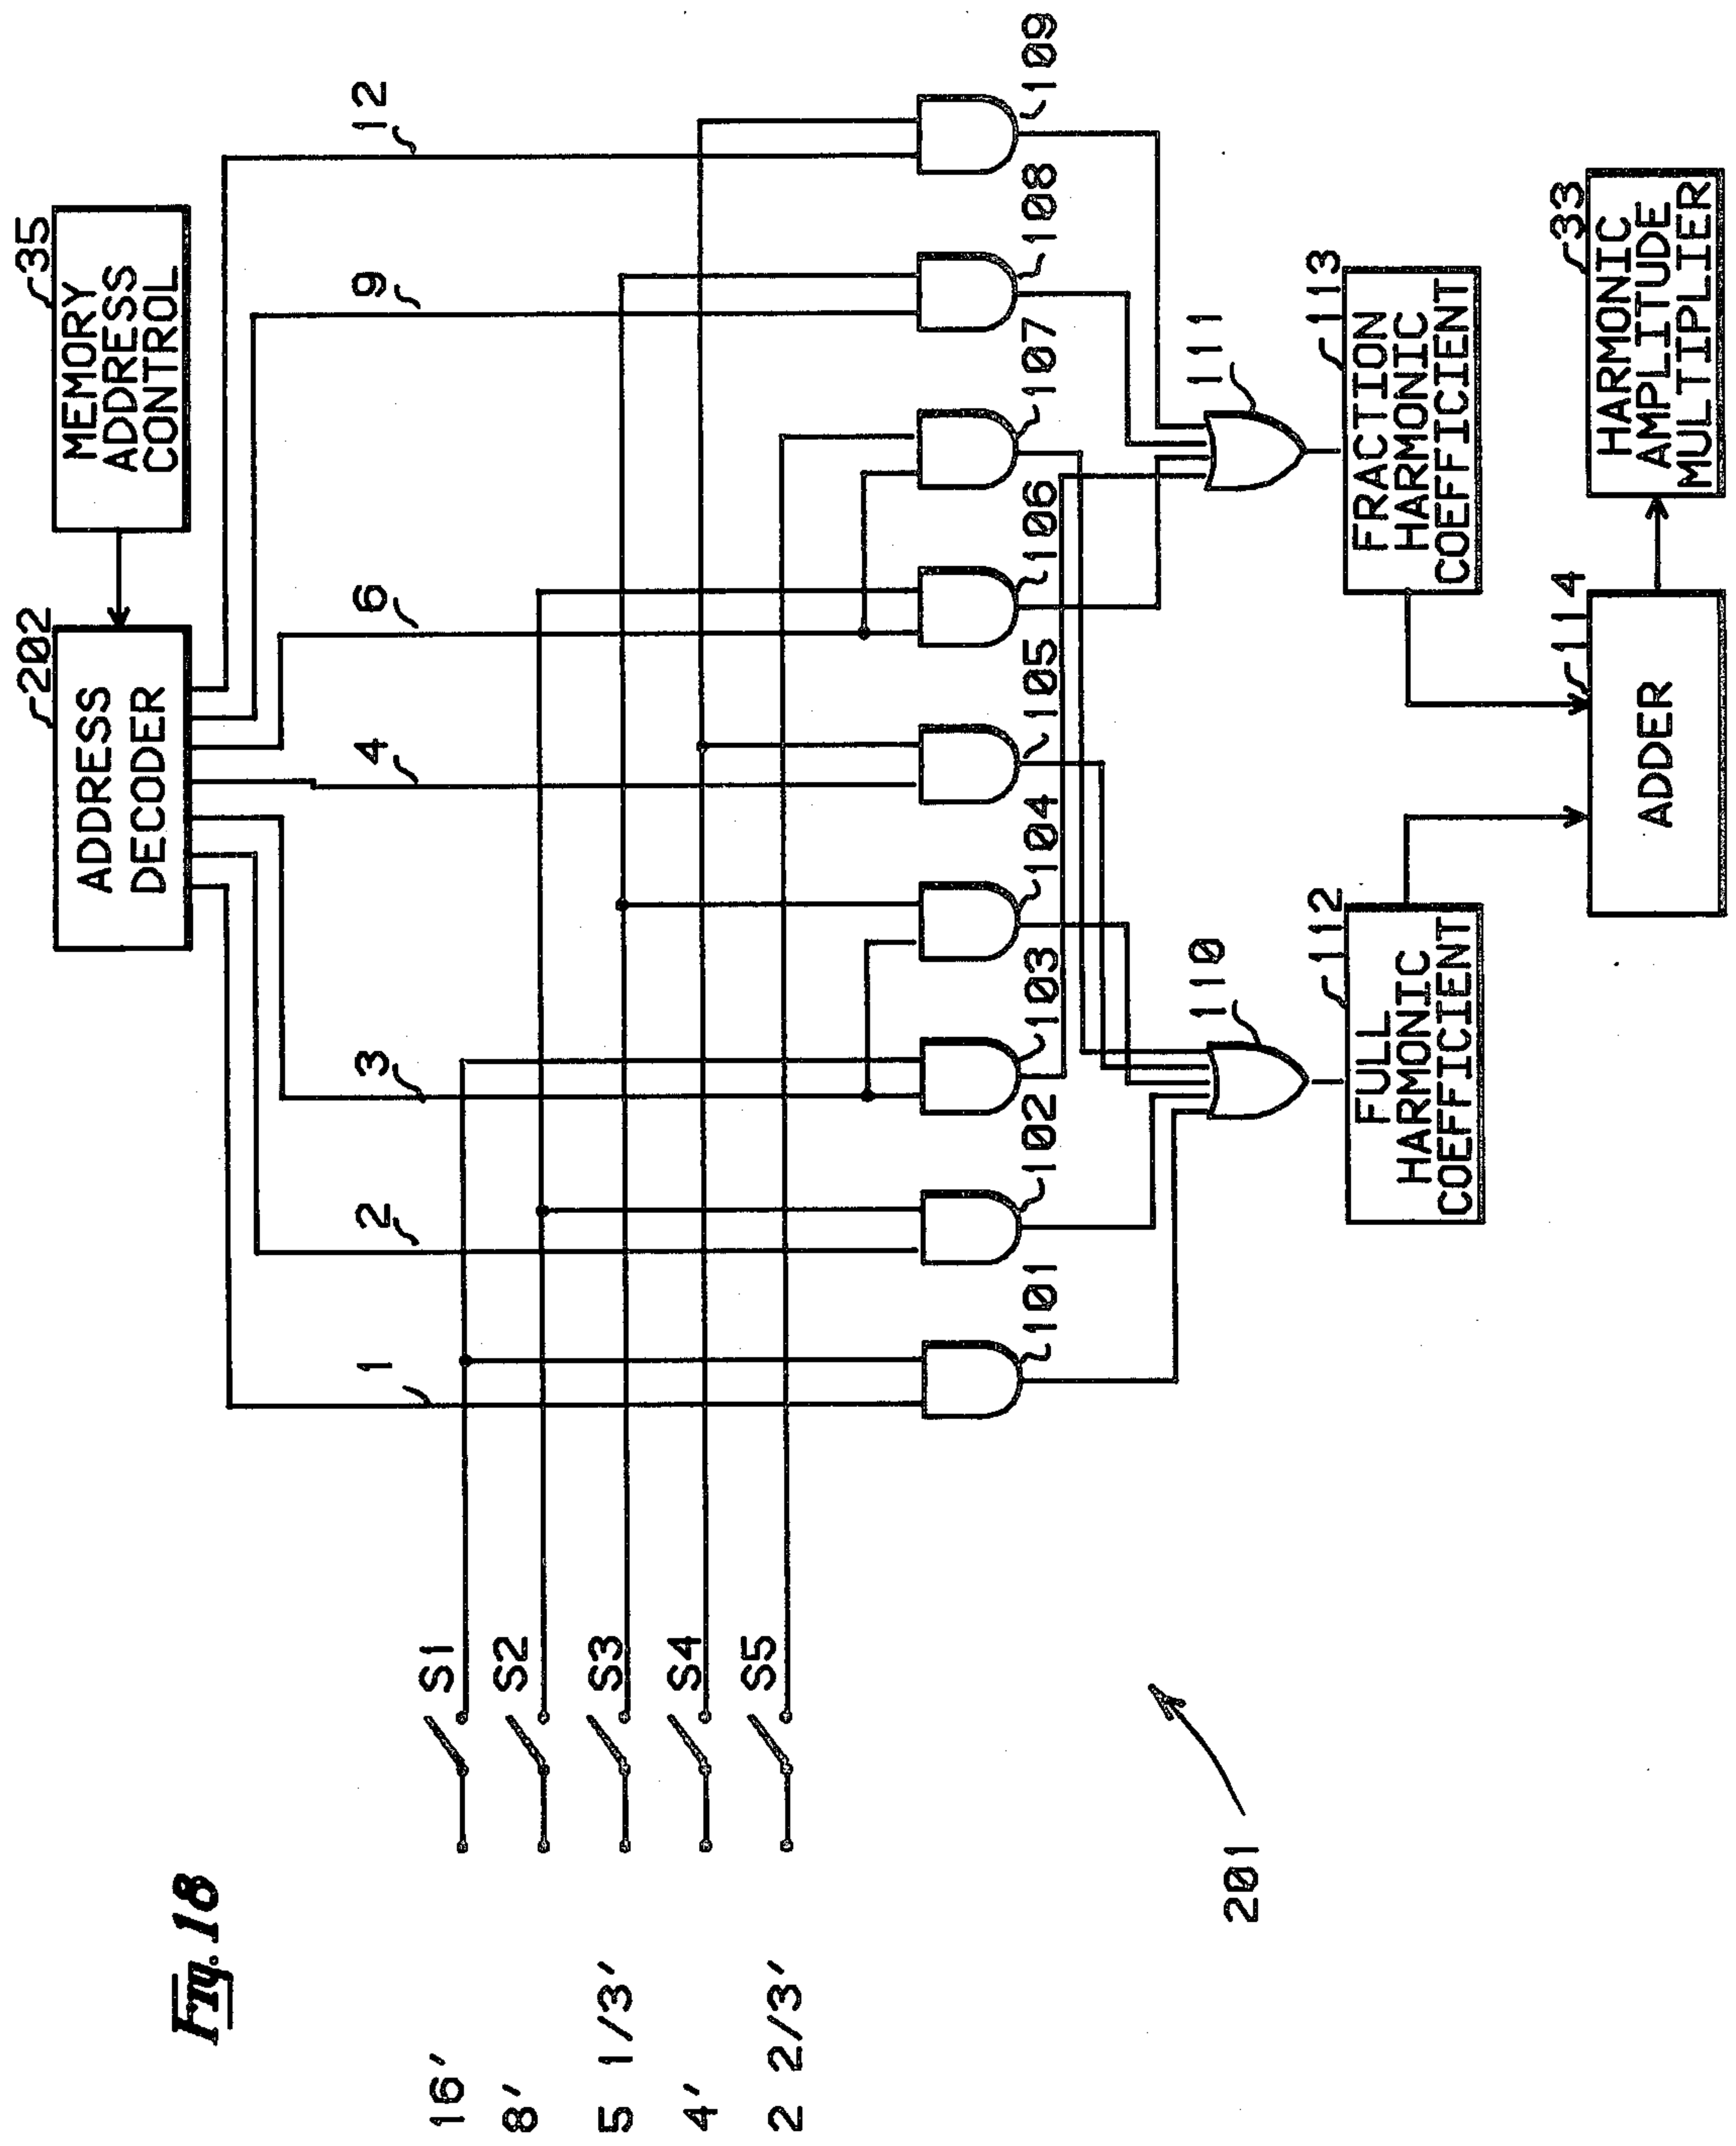 Fig. 18
16'
8'
5 1/3'
4'
2 2/3'
S1
S2
S3
S4
S5
201
ADDRESS
DECODER
202
MEMORY
ADDRESS
CONTROL
35
1
2
3
4
6
9
12
101
102
103
104
105
106
107
108
109
110
111
FULL
HARMONIC
COEFFICIENT
112
FRACTION
HARMONIC
COEFFICIENT
113
ADDER
114
HARMONIC
AMPLITUDE
MULTIPLIER
33